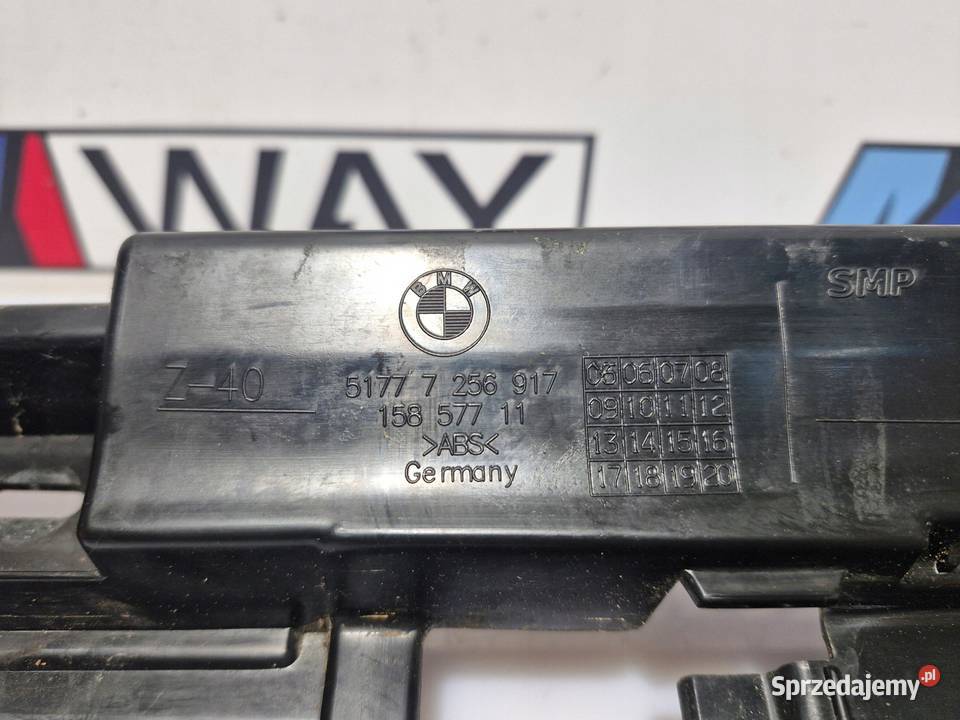 WAY
SMP
BMW
Z-40
5177 7 256 917
158 577 11
>ABS<
Germany
05 06 07 08
09 10 11 12
13 14 15 16
17 18 19 20
Sprzedajemy.pl